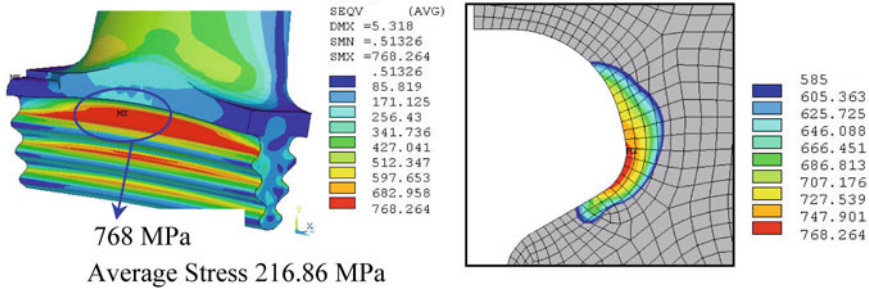 SEQV (AVG)
DMX =5.318
SMN =.51326
SMX =768.264
.51326
85.819
171.125
256.43
341.736
427.041
512.347
597.653
682.958
768.264
MX
768 MPa
Average Stress 216.86 MPa
585
605.363
625.725
646.088
666.451
686.813
707.176
727.539
747.901
768.264